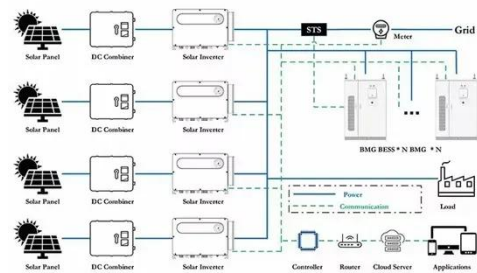 STS
Meter
Grid
Solar Panel
DC Combiner
Solar Inverter
Solar Panel
DC Combiner
Solar Inverter
BMG BESS * N BMG * N
Solar Panel
DC Combiner
Solar Inverter
Power
Communication
Load
Solar Panel
DC Combiner
Solar Inverter
Controller
Router
Cloud Server
Applications